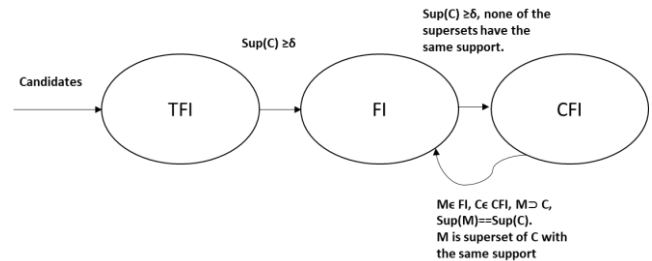 Sup(C) ≥δ, none of the
supersets have the
same support.
Sup(C) ≥δ
Candidates
TFI
FI
CFI
Mϵ FI, Cϵ CFI, M⊃ C,
Sup(M)==Sup(C).
M is superset of C with
the same support